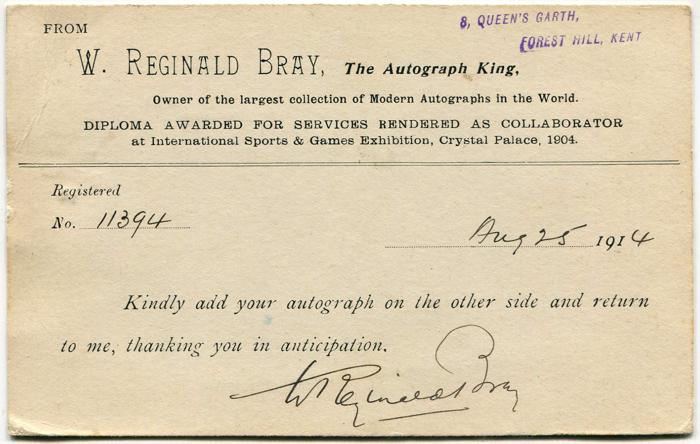 FROM
8, QUEEN'S GARTH,
FOREST HILL, KENT
W. REGINALD BRAY, The Autograph King,
Owner of the largest collection of Modern Autographs in the World.
DIPLOMA AWARDED FOR SERVICES RENDERED AS COLLABORATOR
at International Sports & Games Exhibition, Crystal Palace, 1904.
Registered
No. 11394
Aug 25 1914
Kindly add your autograph on the other side and return
to me, thanking you in anticipation.
W Reginald Bray